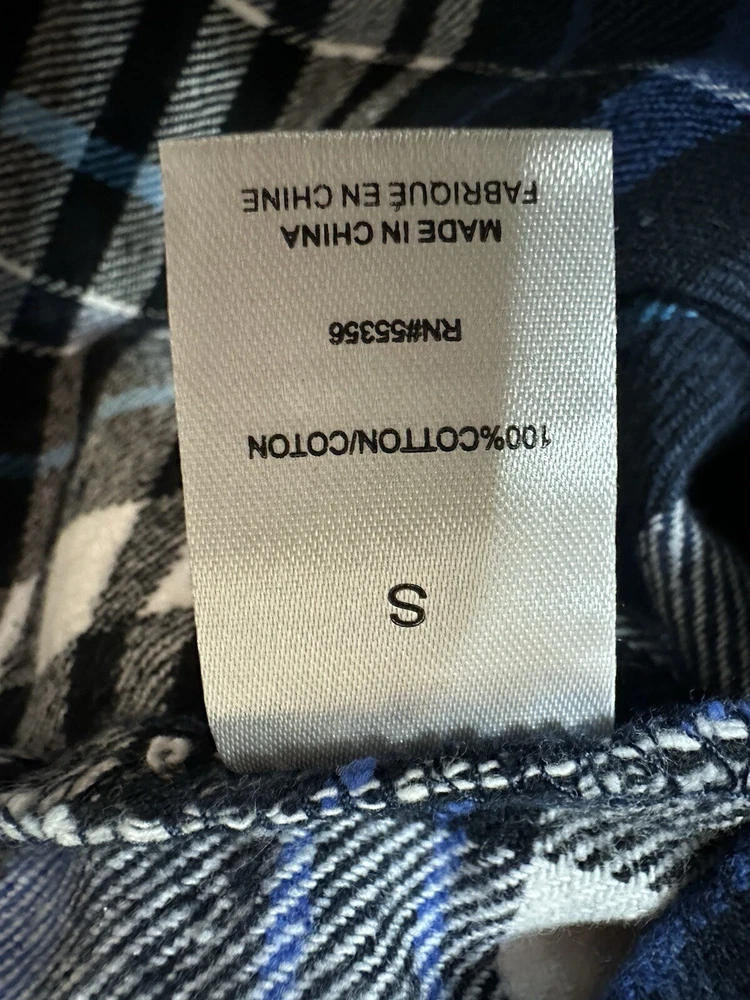 S
100%COTTON/COTON
RN#55356
MADE IN CHINA
FABRIQUÉ EN CHINE